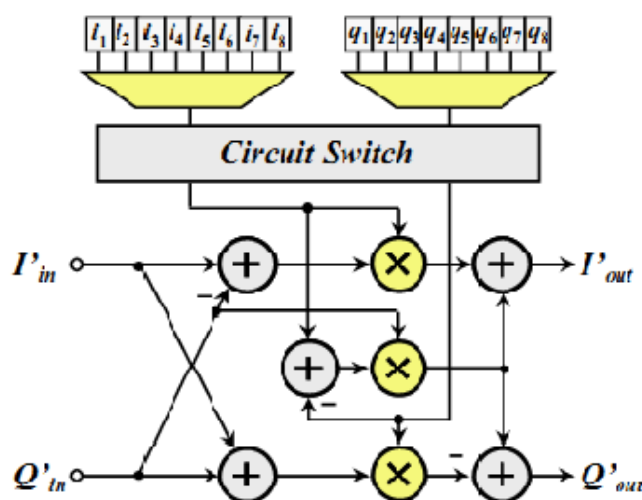 i1 i2 i3 i4 i5 i6 i7 i8 q1 q2 q3 q4 q5 q6 q7 q8
Circuit Switch
I'in + × + I'out
−
+ ×
−
−
Q'in + × + Q'out